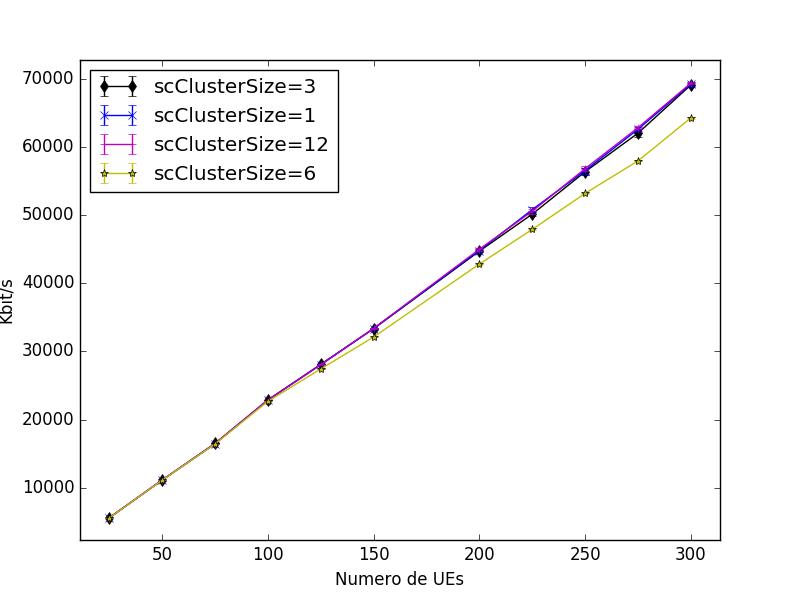 70000
60000
50000
40000
30000
20000
10000
Kbit/s
scClusterSize=3
scClusterSize=1
scClusterSize=12
scClusterSize=6
50 100 150 200 250 300
Numero de UEs